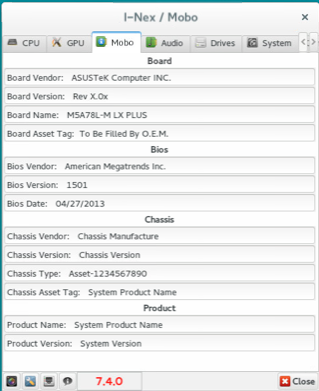 I-Nex / Mobo
CPU GPU Mobo Audio Drives System
Board
Board Vendor: ASUSTeK Computer INC.
Board Version: Rev X.0x
Board Name: M5A78L-M LX PLUS
Board Asset Tag: To Be Filled By O.E.M.
Bios
Bios Vendor: American Megatrends Inc.
Bios Version: 1501
Bios Date: 04/27/2013
Chassis
Chassis Vendor: Chassis Manufacture
Chassis Version: Chassis Version
Chassis Type: Asset-1234567890
Chassis Asset Tag: System Product Name
Product
Product Name: System Product Name
Product Version: System Version
7.4.0 Close